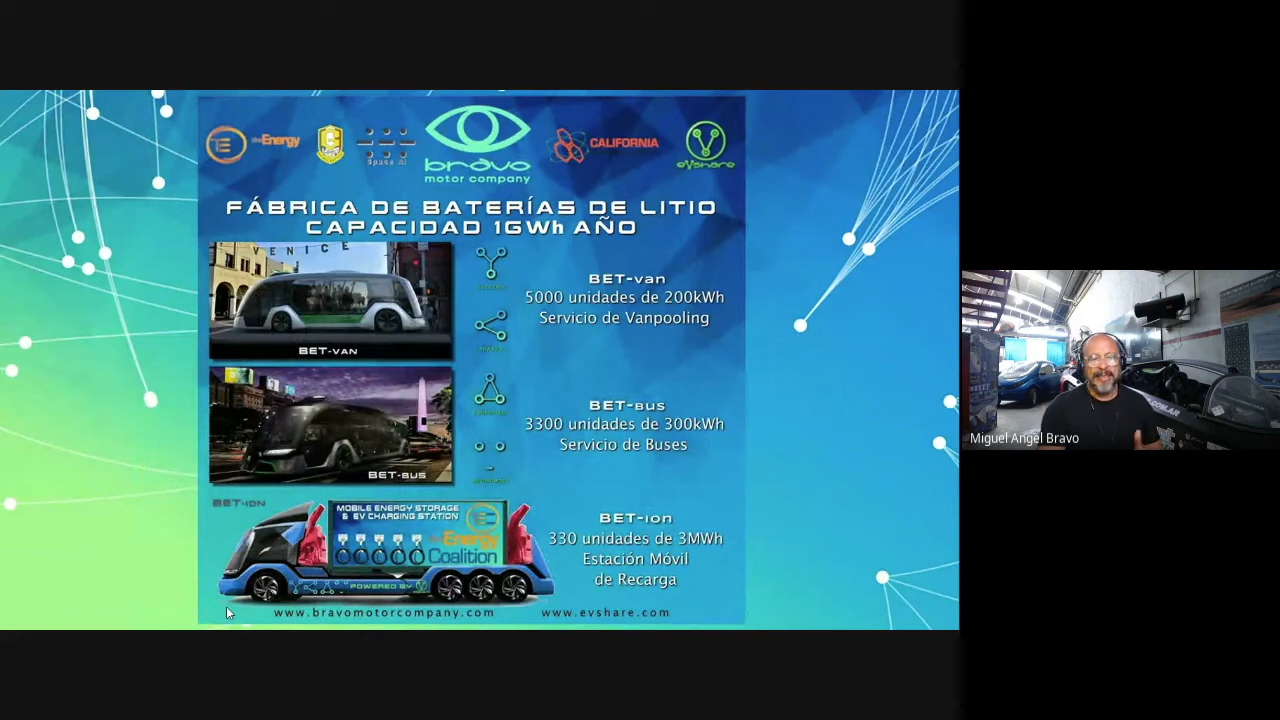 theEnergy
Space AI
bravo
motor company
CALIFORNIA
eVshare
FÁBRICA DE BATERÍAS DE LITIO
CAPACIDAD 1GWh AÑO
VENICE
BET-VAN
BET-van
5000 unidades de 200kWh
Servicio de Vanpooling
BET-BUS
BET-BUS
3300 unidades de 300kWh
Servicio de Buses
BET-ION
MOBILE ENERGY STORAGE
& EV CHARGING STATION
theEnergy
Coalition
POWERED BY
BET-ion
330 unidades de 3MWh
Estación Móvil
de Recarga
www.bravomotorcompany.com
www.evshare.com
Miguel Angel Bravo